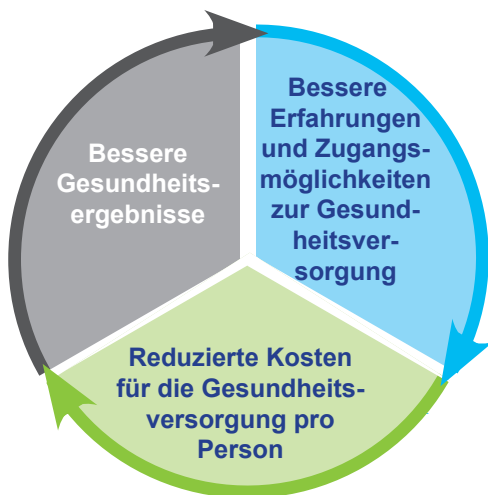 Bessere
Gesundheits-
ergebnisse
Bessere
Erfahrungen
und Zugangs-
möglichkeiten
zur Gesund-
heitsver-
sorgung
Reduzierte Kosten
für die Gesundheits-
versorgung pro
Person